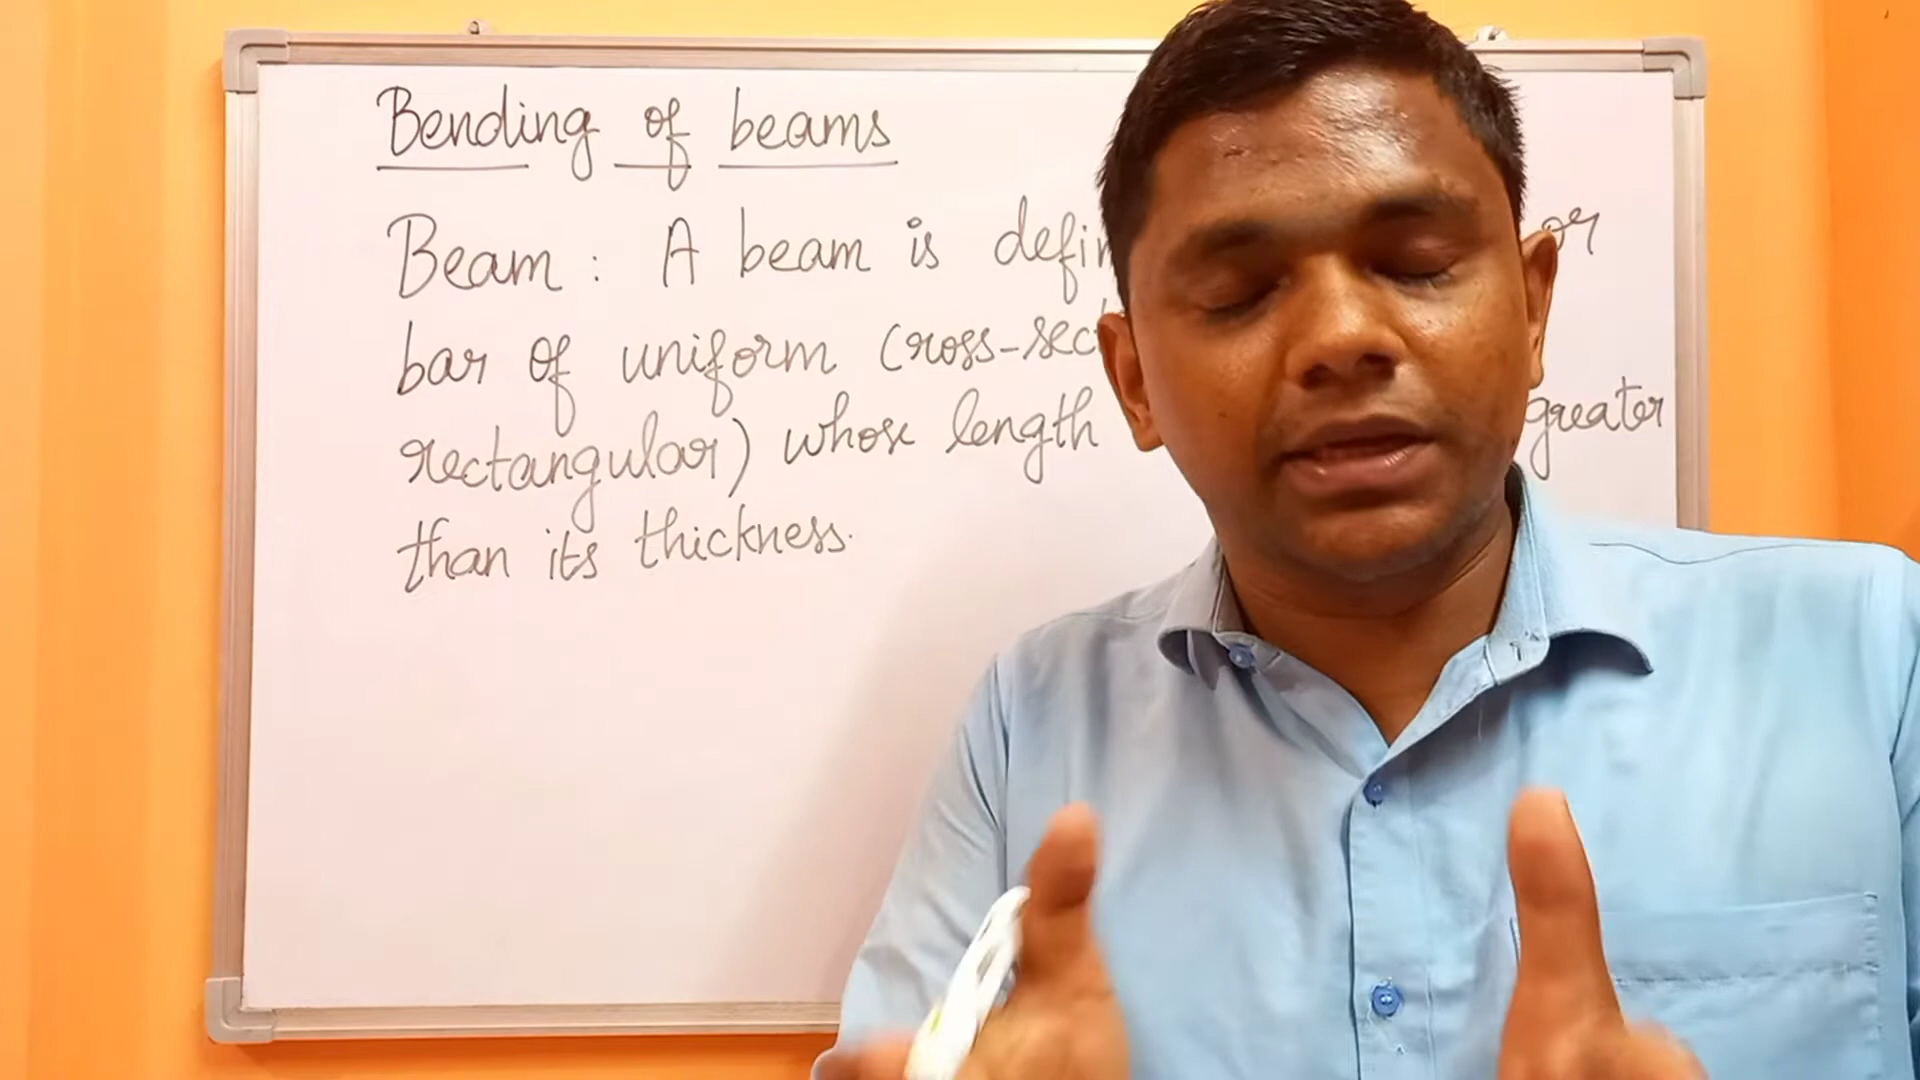 Bending of beams
Beam : A beam is defin or
bar of uniform Cross-sec
rectangular) whose length greater
than its thickness.